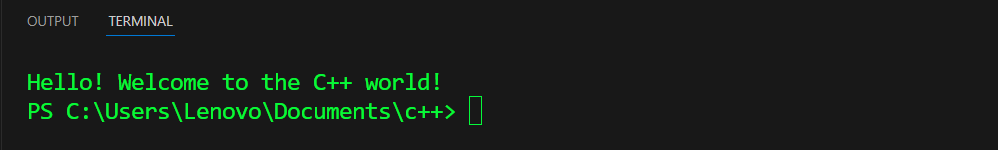 OUTPUT TERMINAL
Hello! Welcome to the C++ world!
PS C:\Users\Lenovo\Documents\c++>